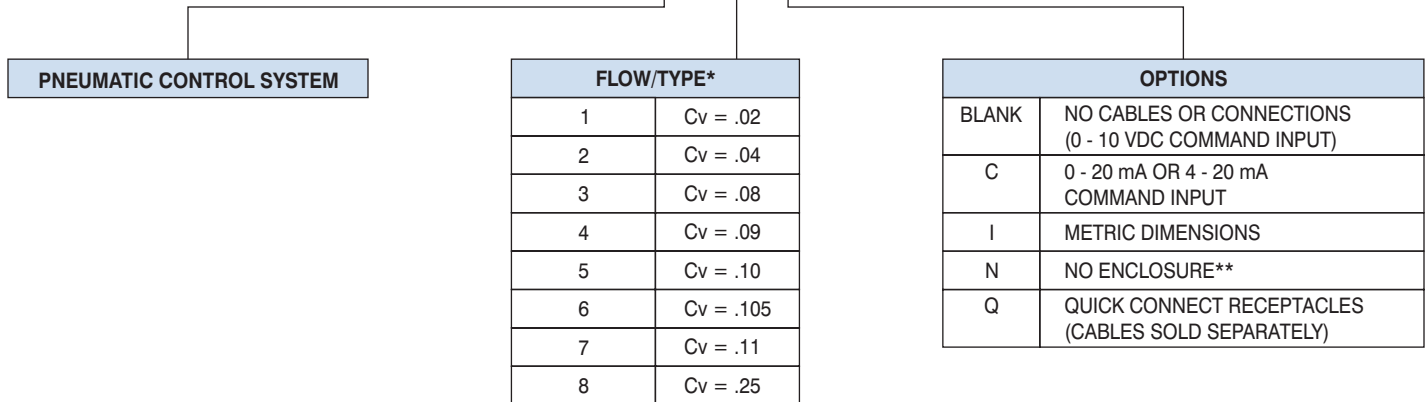 PNEUMATIC CONTROL SYSTEM
FLOW/TYPE*
1 Cv = .02
2 Cv = .04
3 Cv = .08
4 Cv = .09
5 Cv = .10
6 Cv = .105
7 Cv = .11
8 Cv = .25
OPTIONS
BLANK NO CABLES OR CONNECTIONS
(0 - 10 VDC COMMAND INPUT)
C 0 - 20 mA OR 4 - 20 mA
COMMAND INPUT
I METRIC DIMENSIONS
N NO ENCLOSURE**
Q QUICK CONNECT RECEPTACLES
(CABLES SOLD SEPARATELY)